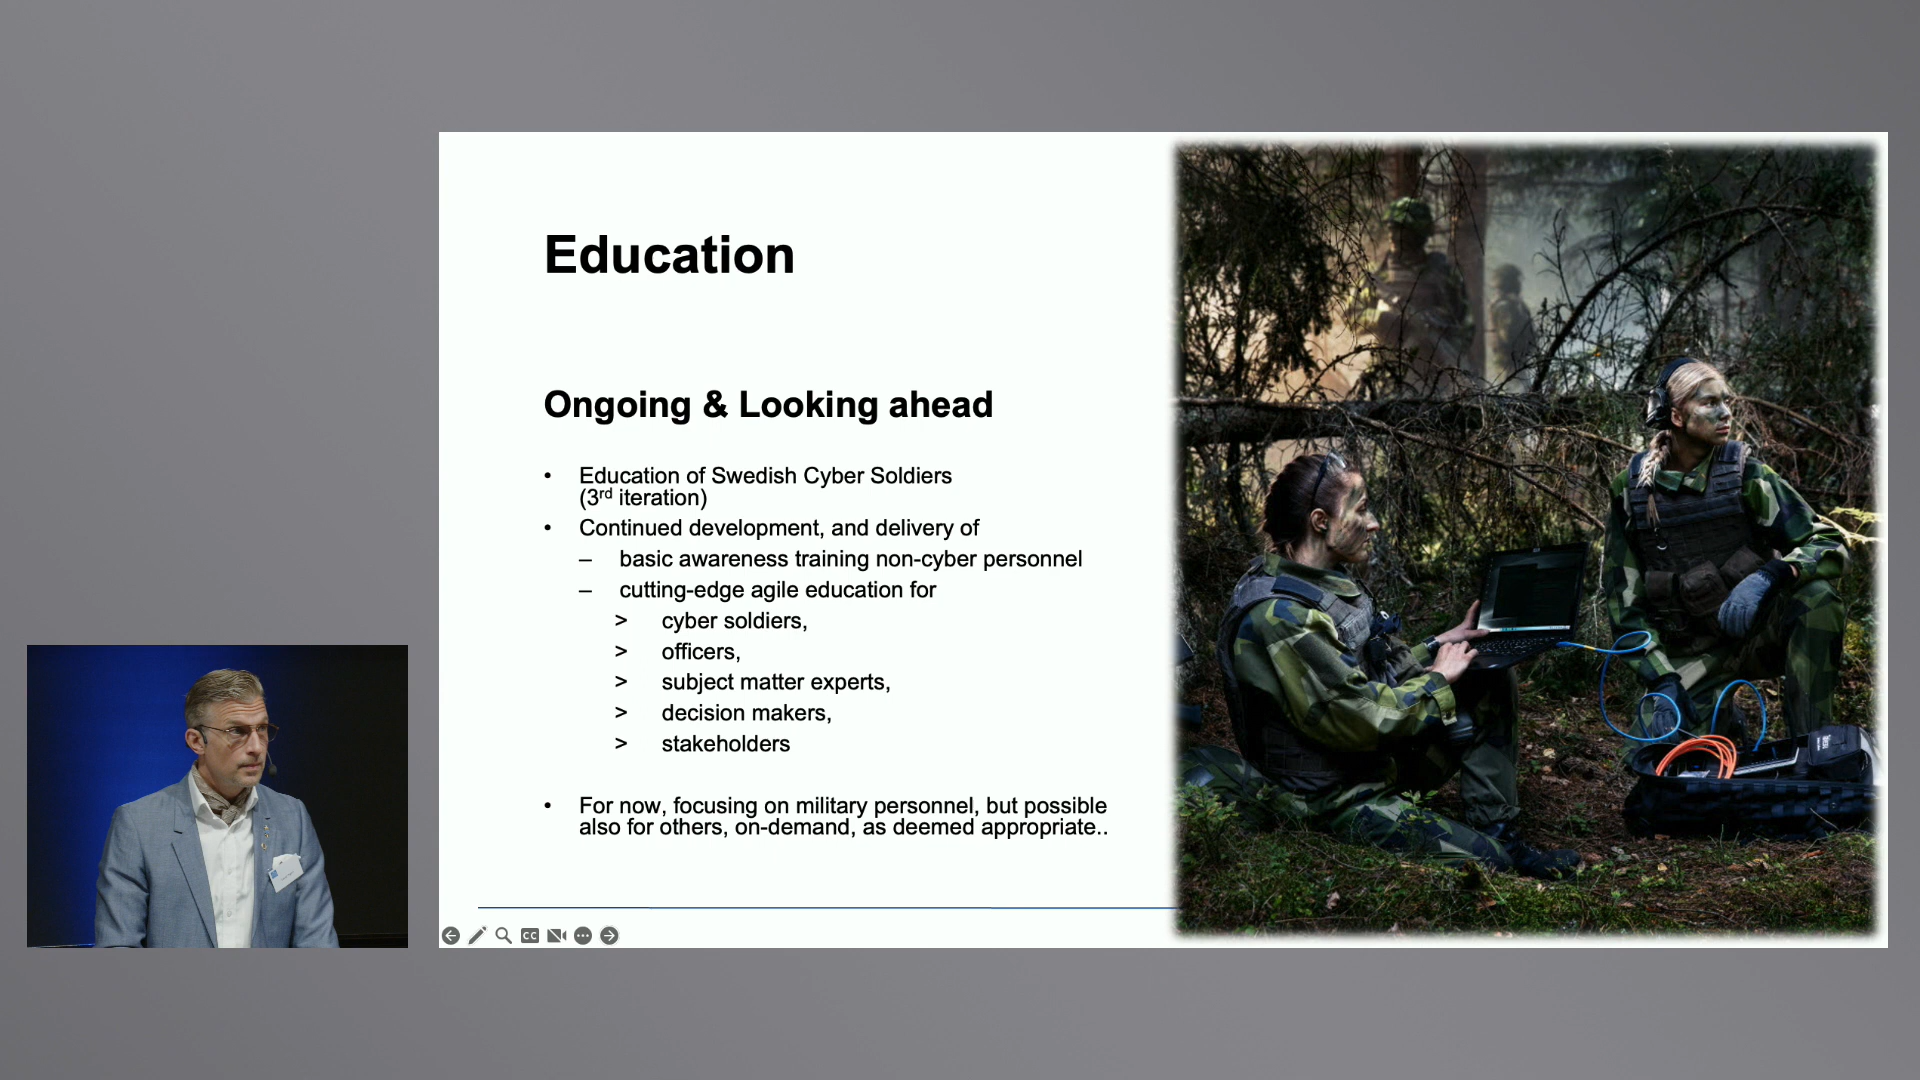 Education
Ongoing & Looking ahead
• Education of Swedish Cyber Soldiers
(3rd iteration)
• Continued development, and delivery of
– basic awareness training non-cyber personnel
– cutting-edge agile education for
> cyber soldiers,
> officers,
> subject matter experts,
> decision makers,
> stakeholders
• For now, focusing on military personnel, but possible
also for others, on-demand, as deemed appropriate..
CC